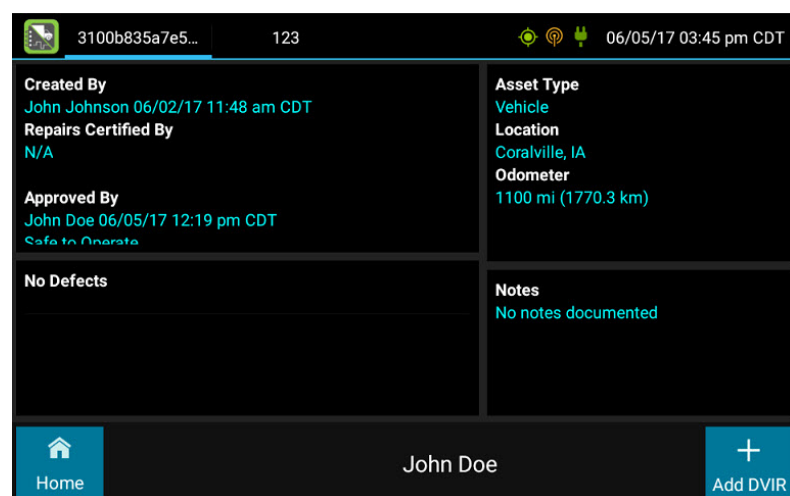 3100b835a7e5...
123
06/05/17 03:45 pm CDT
Created By
John Johnson 06/02/17 11:48 am CDT
Repairs Certified By
N/A
Approved By
John Doe 06/05/17 12:19 pm CDT
Safe to Operate
Asset Type
Vehicle
Location
Coralville, IA
Odometer
1100 mi (1770.3 km)
No Defects
Notes
No notes documented
Home
John Doe
Add DVIR